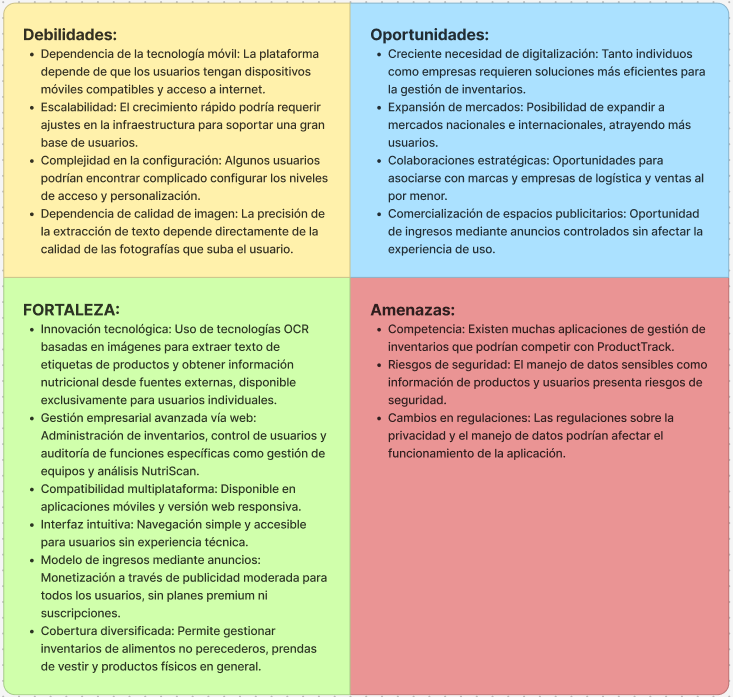 Debilidades:
• Dependencia de la tecnología móvil: La plataforma
depende de que los usuarios tengan dispositivos
móviles compatibles y acceso a internet.
• Escalabilidad: El crecimiento rápido podría requerir
ajustes en la infraestructura para soportar una gran
base de usuarios.
• Complejidad en la configuración: Algunos usuarios
podrían encontrar complicado configurar los niveles
de acceso y personalización.
• Dependencia de calidad de imagen: La precisión de
la extracción de texto depende directamente de la
calidad de las fotografías que suba el usuario.
Oportunidades:
• Creciente necesidad de digitalización: Tanto individuos
como empresas requieren soluciones más eficientes para
la gestión de inventarios.
• Expansión de mercados: Posibilidad de expandir a
mercados nacionales e internacionales, atrayendo más
usuarios.
• Colaboraciones estratégicas: Oportunidades para
asociarse con marcas y empresas de logística y ventas al
por menor.
• Comercialización de espacios publicitarios: Oportunidad
de ingresos mediante anuncios controlados sin afectar la
experiencia de uso.
FORTALEZA:
• Innovación tecnológica: Uso de tecnologías OCR
basadas en imágenes para extraer texto de
etiquetas de productos y obtener información
nutricional desde fuentes externas, disponible
exclusivamente para usuarios individuales.
• Gestión empresarial avanzada vía web:
Administración de inventarios, control de usuarios y
auditoría de funciones específicas como gestión de
equipos y análisis NutriScan.
• Compatibilidad multiplataforma: Disponible en
aplicaciones móviles y versión web responsiva.
• Interfaz intuitiva: Navegación simple y accesible
para usuarios sin experiencia técnica.
• Modelo de ingresos mediante anuncios:
Monetización a través de publicidad moderada para
todos los usuarios, sin planes premium ni
suscripciones.
• Cobertura diversificada: Permite gestionar
inventarios de alimentos no perecederos, prendas
de vestir y productos físicos en general.
Amenazas:
• Competencia: Existen muchas aplicaciones de gestión de
inventarios que podrían competir con ProductTrack.
• Riesgos de seguridad: El manejo de datos sensibles como
información de productos y usuarios presenta riesgos de
seguridad.
• Cambios en regulaciones: Las regulaciones sobre la
privacidad y el manejo de datos podrían afectar el
funcionamiento de la aplicación.